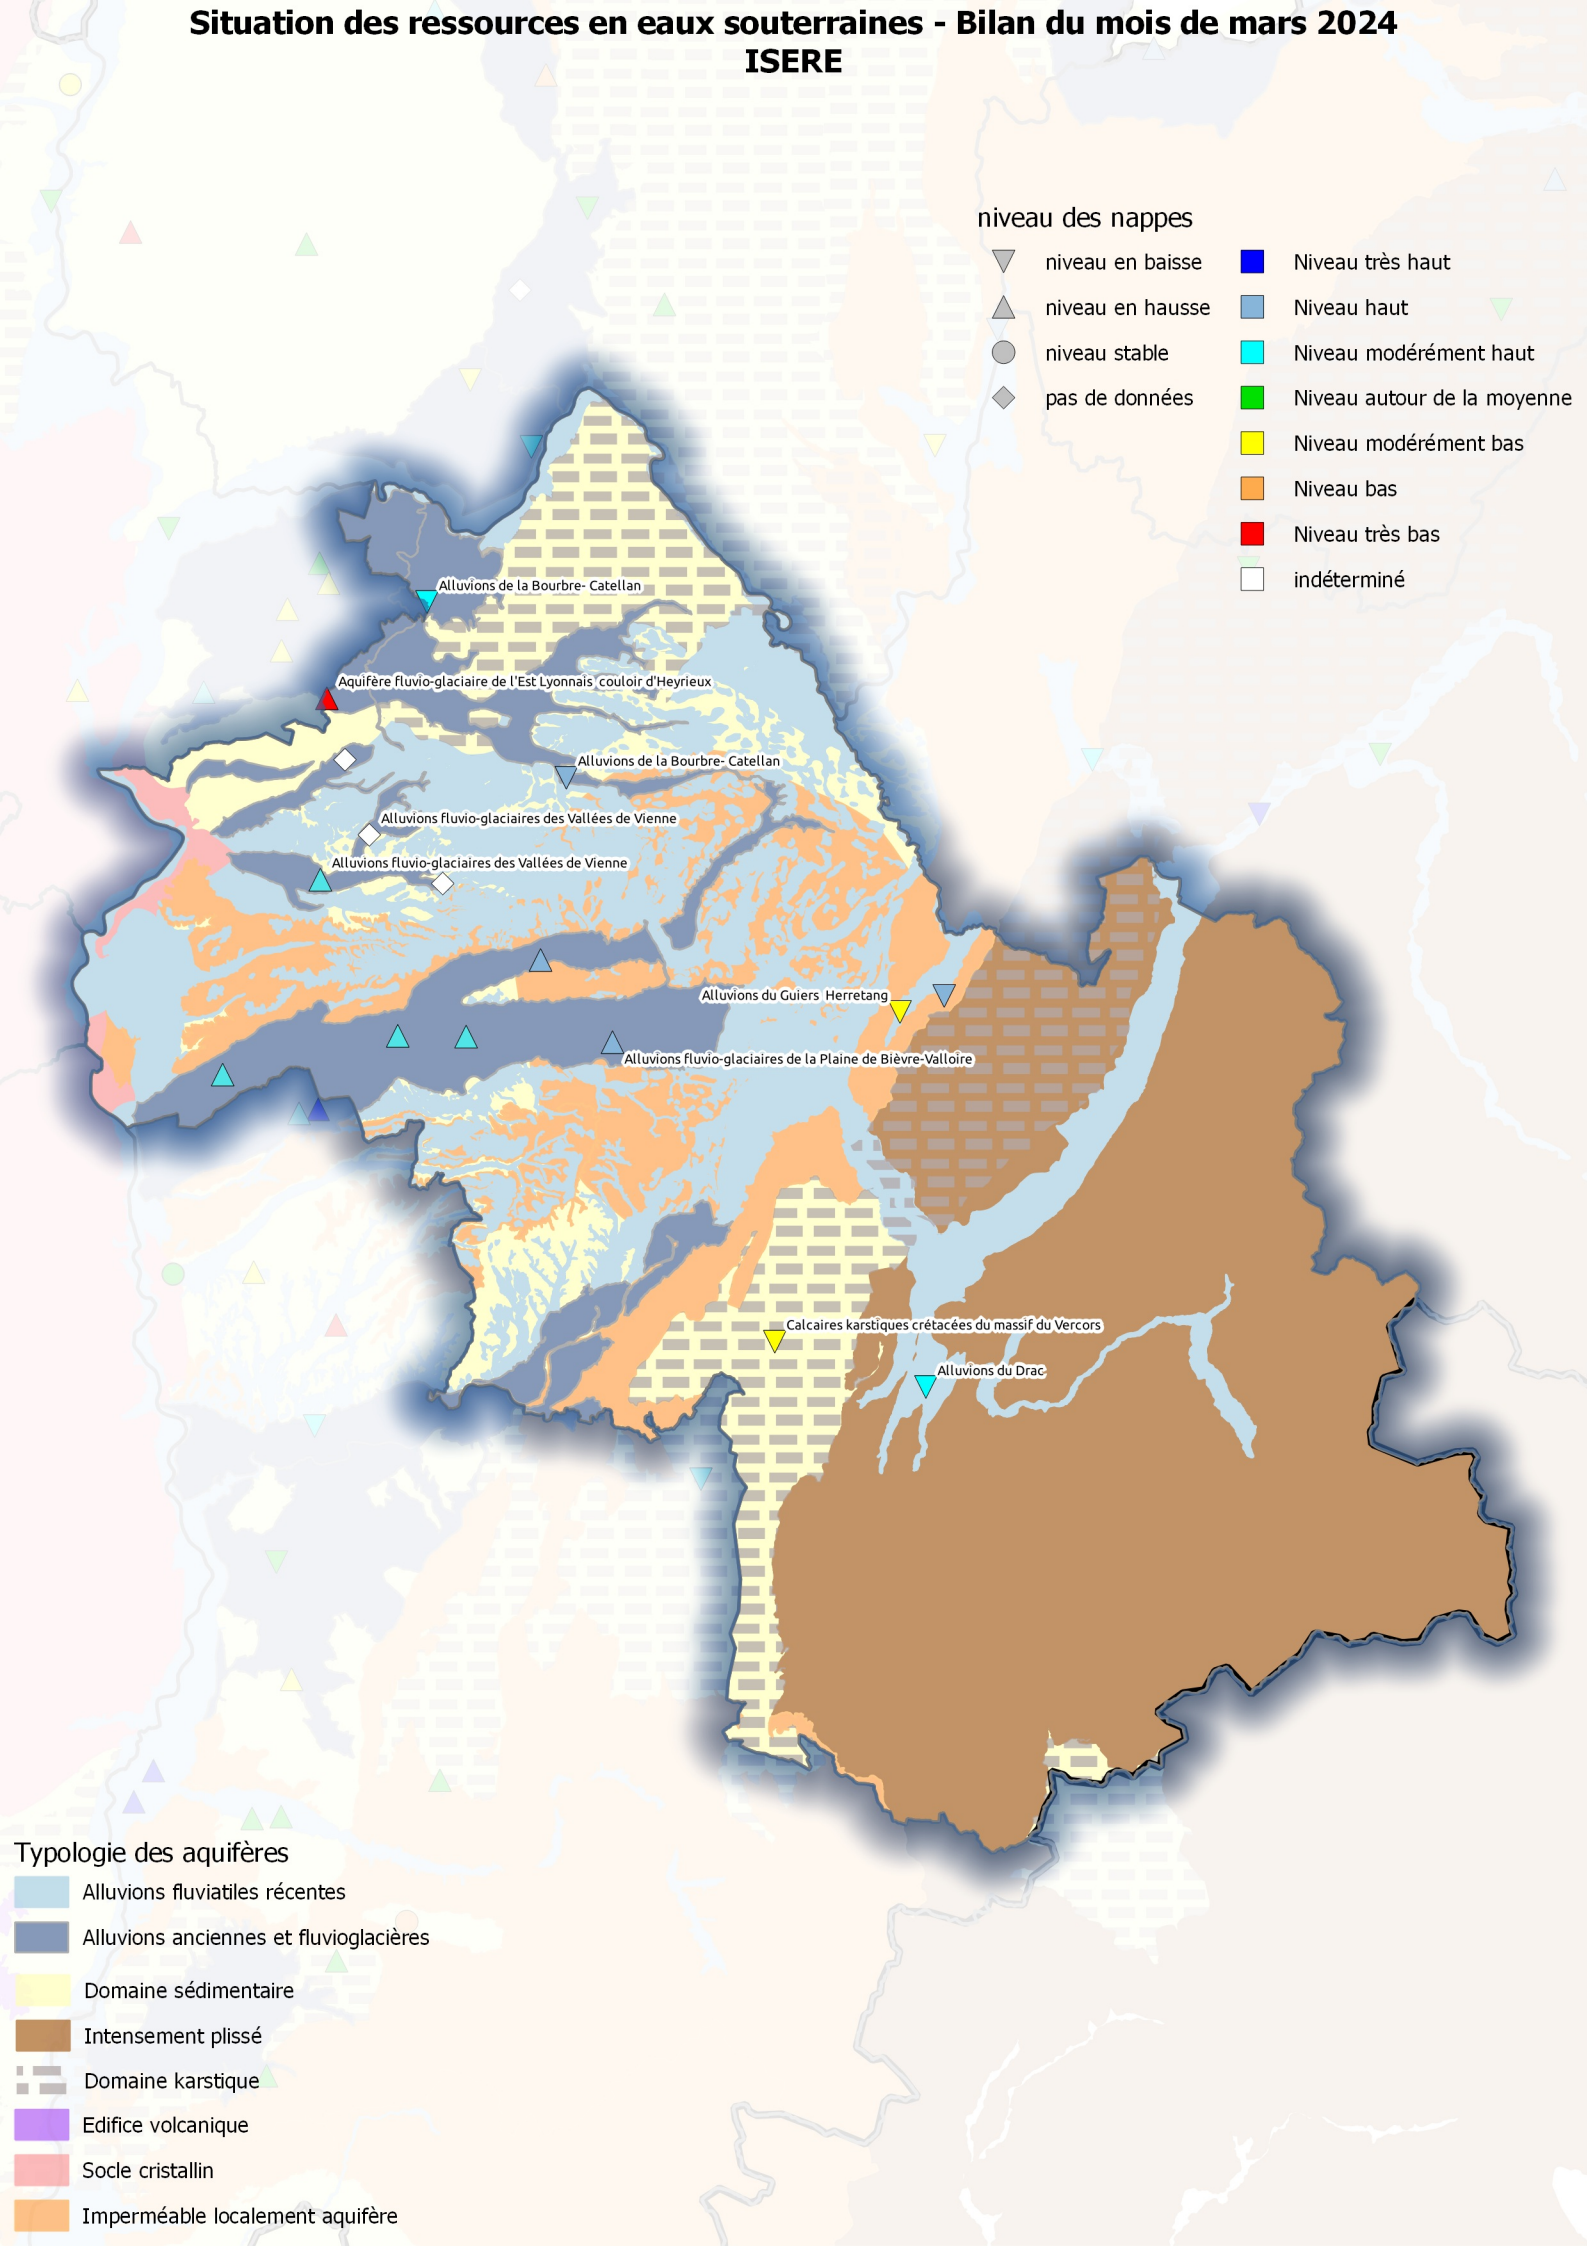 Situation des ressources en eaux souterraines - Bilan du mois de mars 2024
ISERE
niveau des nappes
niveau en baisse
niveau en hausse
niveau stable
pas de données
Niveau très haut
Niveau haut
Niveau modérément haut
Niveau autour de la moyenne
Niveau modérément bas
Niveau bas
Niveau très bas
indéterminé
Alluvions de la Bourbre- Catellan
Aquifère fluvio-glaciaire de l'Est Lyonnais couloir d'Heyrieux
Alluvions de la Bourbre- Catellan
Alluvions fluvio-glaciaires des Vallées de Vienne
Alluvions fluvio-glaciaires des Vallées de Vienne
Alluvions du Guiers Herretang
Alluvions fluvio-glaciaires de la Plaine de Bièvre-Valloire
Calcaires karstiques crétacées du massif du Vercors
Alluvions du Drac
Typologie des aquifères
Alluvions fluviatiles récentes
Alluvions anciennes et fluvioglacières
Domaine sédimentaire
Intensement plissé
Domaine karstique
Edifice volcanique
Socle cristallin
Imperméable localement aquifère